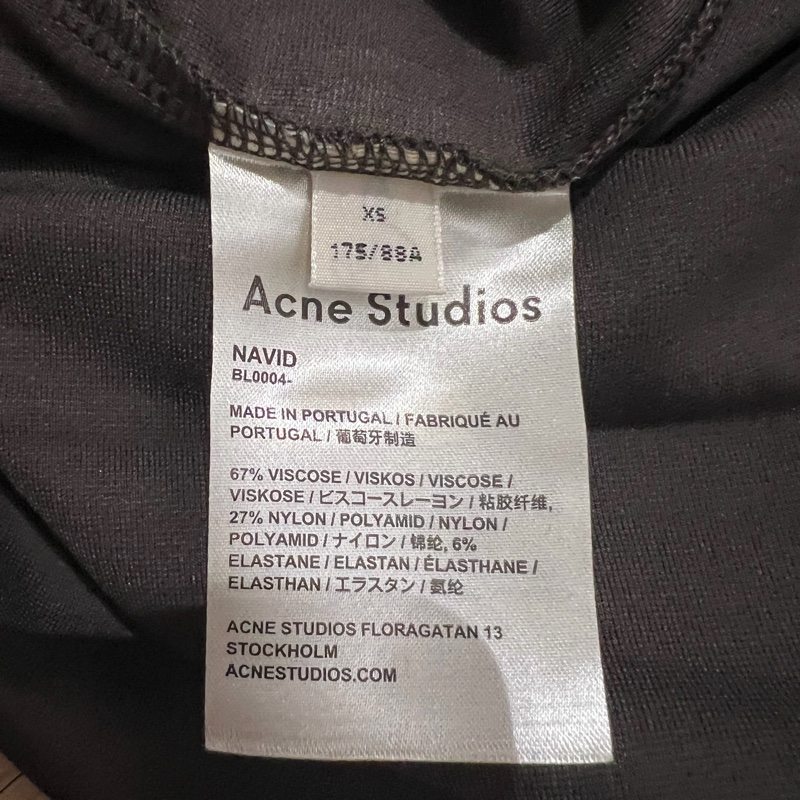 XS
175/88A
Acne Studios
NAVID
BL0004-
MADE IN PORTUGAL / FABRIQUÉ AU
PORTUGAL / 葡萄牙制造
67% VISCOSE / VISKOS / VISCOSE /
VISKOSE / ビスコースレーヨン / 粘胶纤维,
27% NYLON / POLYAMID / NYLON /
POLYAMID / ナイロン / 锦纶, 6%
ELASTANE / ELASTAN / ÉLASTHANE /
ELASTHAN / エラスタン / 氨纶
ACNE STUDIOS FLORAGATAN 13
STOCKHOLM
ACNESTUDIOS.COM